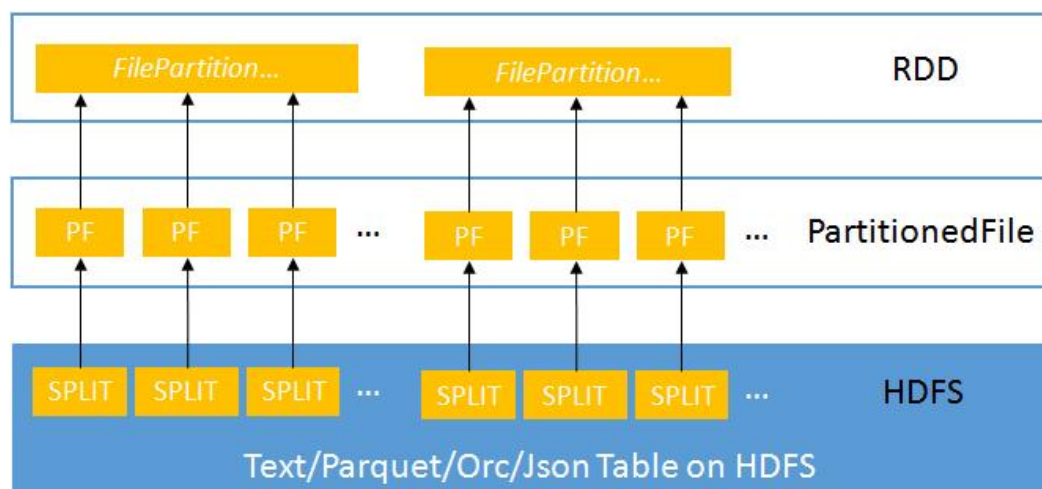 FilePartition... FilePartition... RDD
PF PF PF ... PF PF PF ... PartitionedFile
SPLIT SPLIT SPLIT ... SPLIT SPLIT SPLIT ... HDFS
Text/Parquet/Orc/Json Table on HDFS